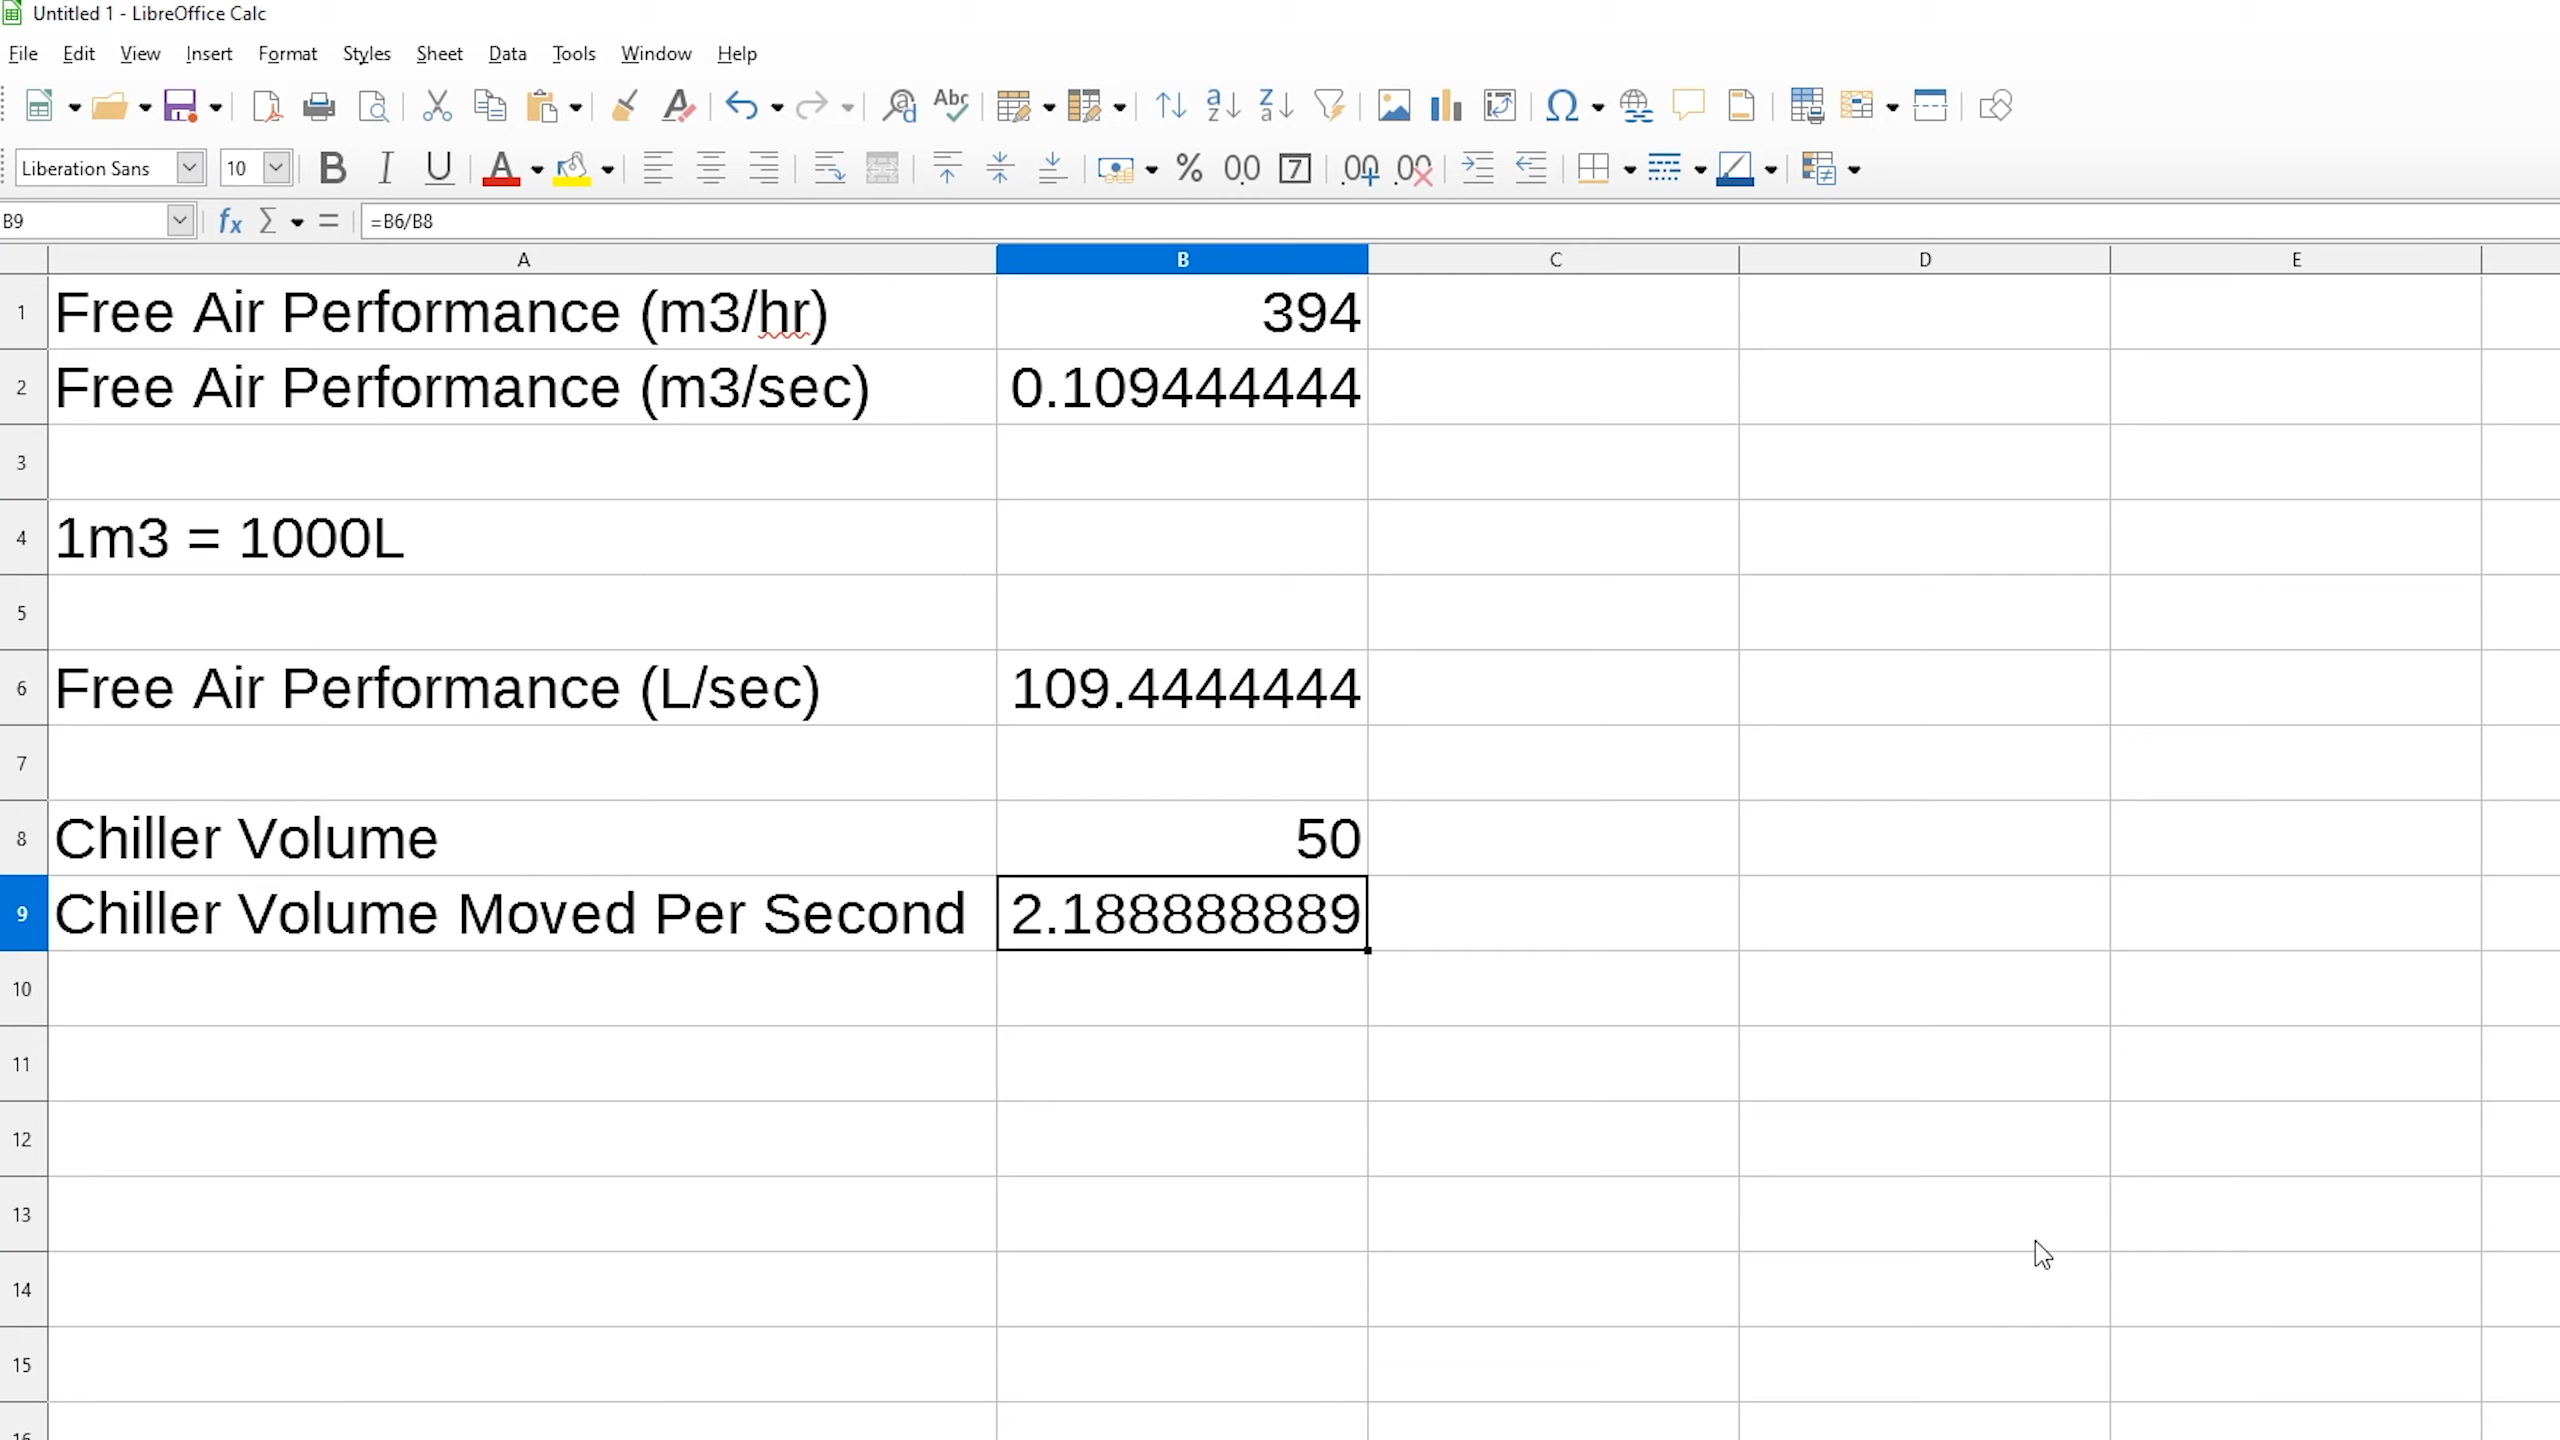 Untitled 1 - LibreOffice Calc
File Edit View Insert Format Styles Sheet Data Tools Window Help
Liberation Sans 10
B9 =B6/B8
A B C D E
1 Free Air Performance (m3/hr) 394
2 Free Air Performance (m3/sec) 0.109444444
3
4 1m3 = 1000L
5
6 Free Air Performance (L/sec) 109.4444444
7
8 Chiller Volume 50
9 Chiller Volume Moved Per Second 2.188888889
10
11
12
13
14
15
16